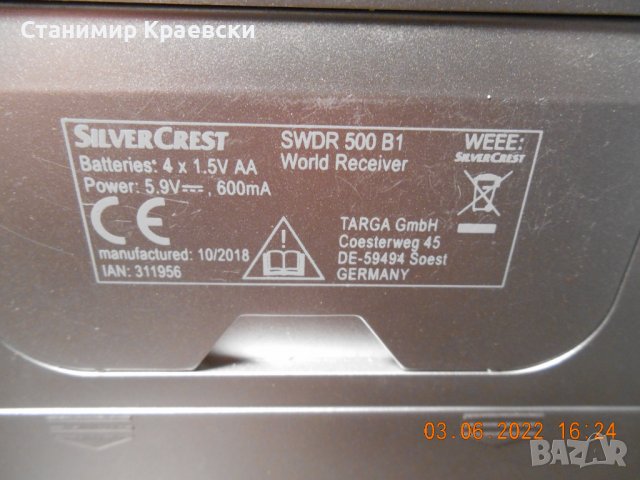 Станимир Краевски
SILVERCREST
Batteries: 4 x 1.5V AA
Power: 5.9V⎓, 600mA
CE
manufactured: 10/2018
IAN: 311956
SWDR 500 B1
World Receiver
TARGA GmbH
Coesterweg 45
DE-59494 Soest
GERMANY
WEEE:
SILVERCREST
03.06.2022 16:24
BAZAR